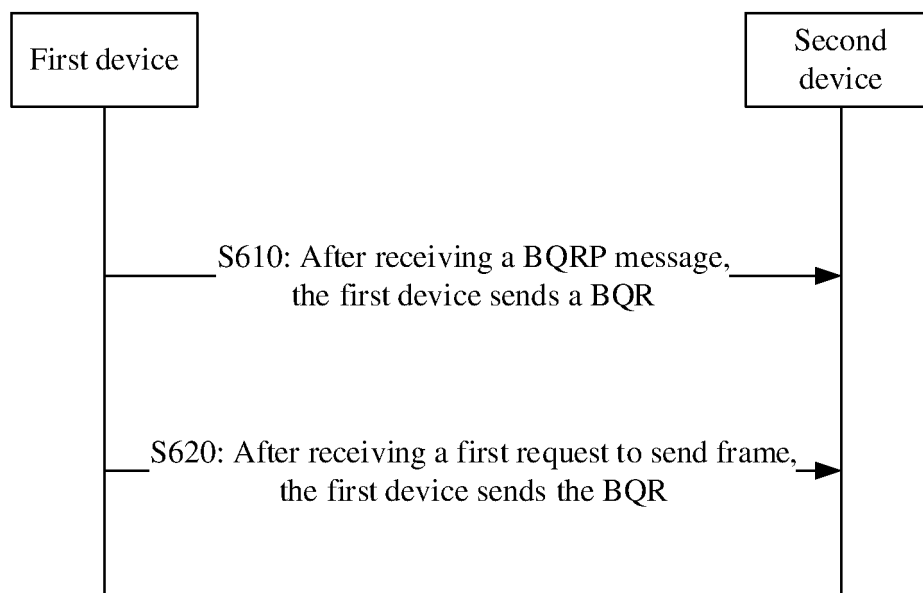 First device
Second
device
S610: After receiving a BQRP message,
the first device sends a BQR
S620: After receiving a first request to send frame,
the first device sends the BQR